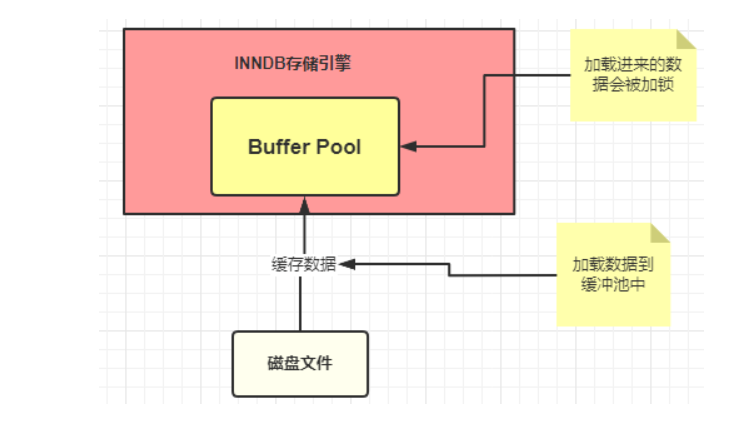 INNDB存储引擎
加载进来的数
据会被加锁
Buffer Pool
缓存数据
加载数据到
缓冲池中
磁盘文件